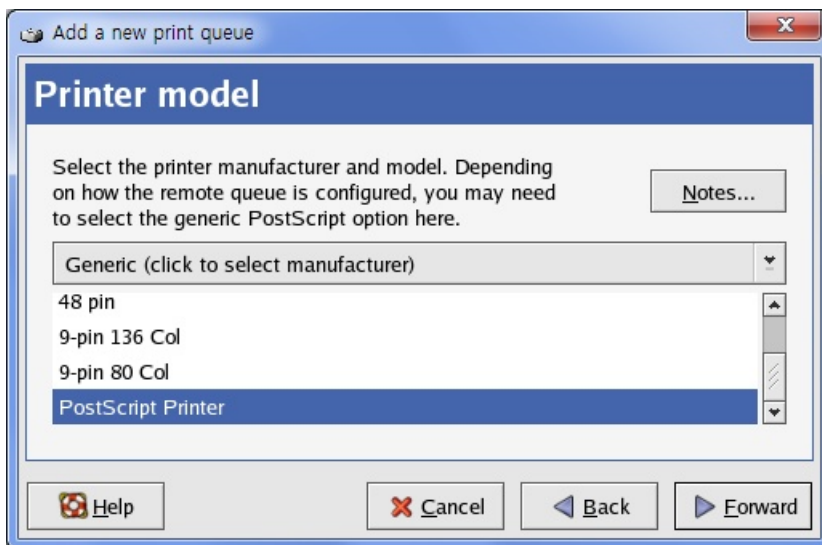 Add a new print queue
Printer model
Select the printer manufacturer and model. Depending
on how the remote queue is configured, you may need
to select the generic PostScript option here.
Notes...
Generic (click to select manufacturer)
48 pin
9-pin 136 Col
9-pin 80 Col
PostScript Printer
Help
Cancel
Back
Forward